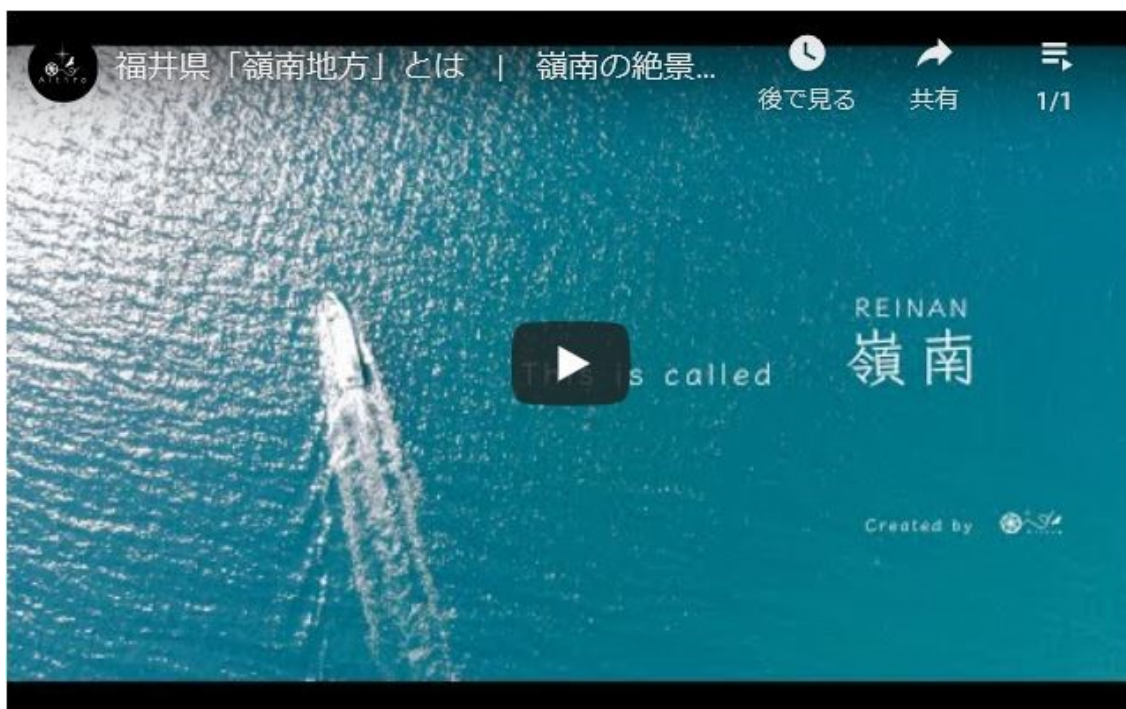 福井県「嶺南地方」とは | 嶺南の絶景...
後で見る
共有
1/1
REINAN
This is called 嶺南
Created by